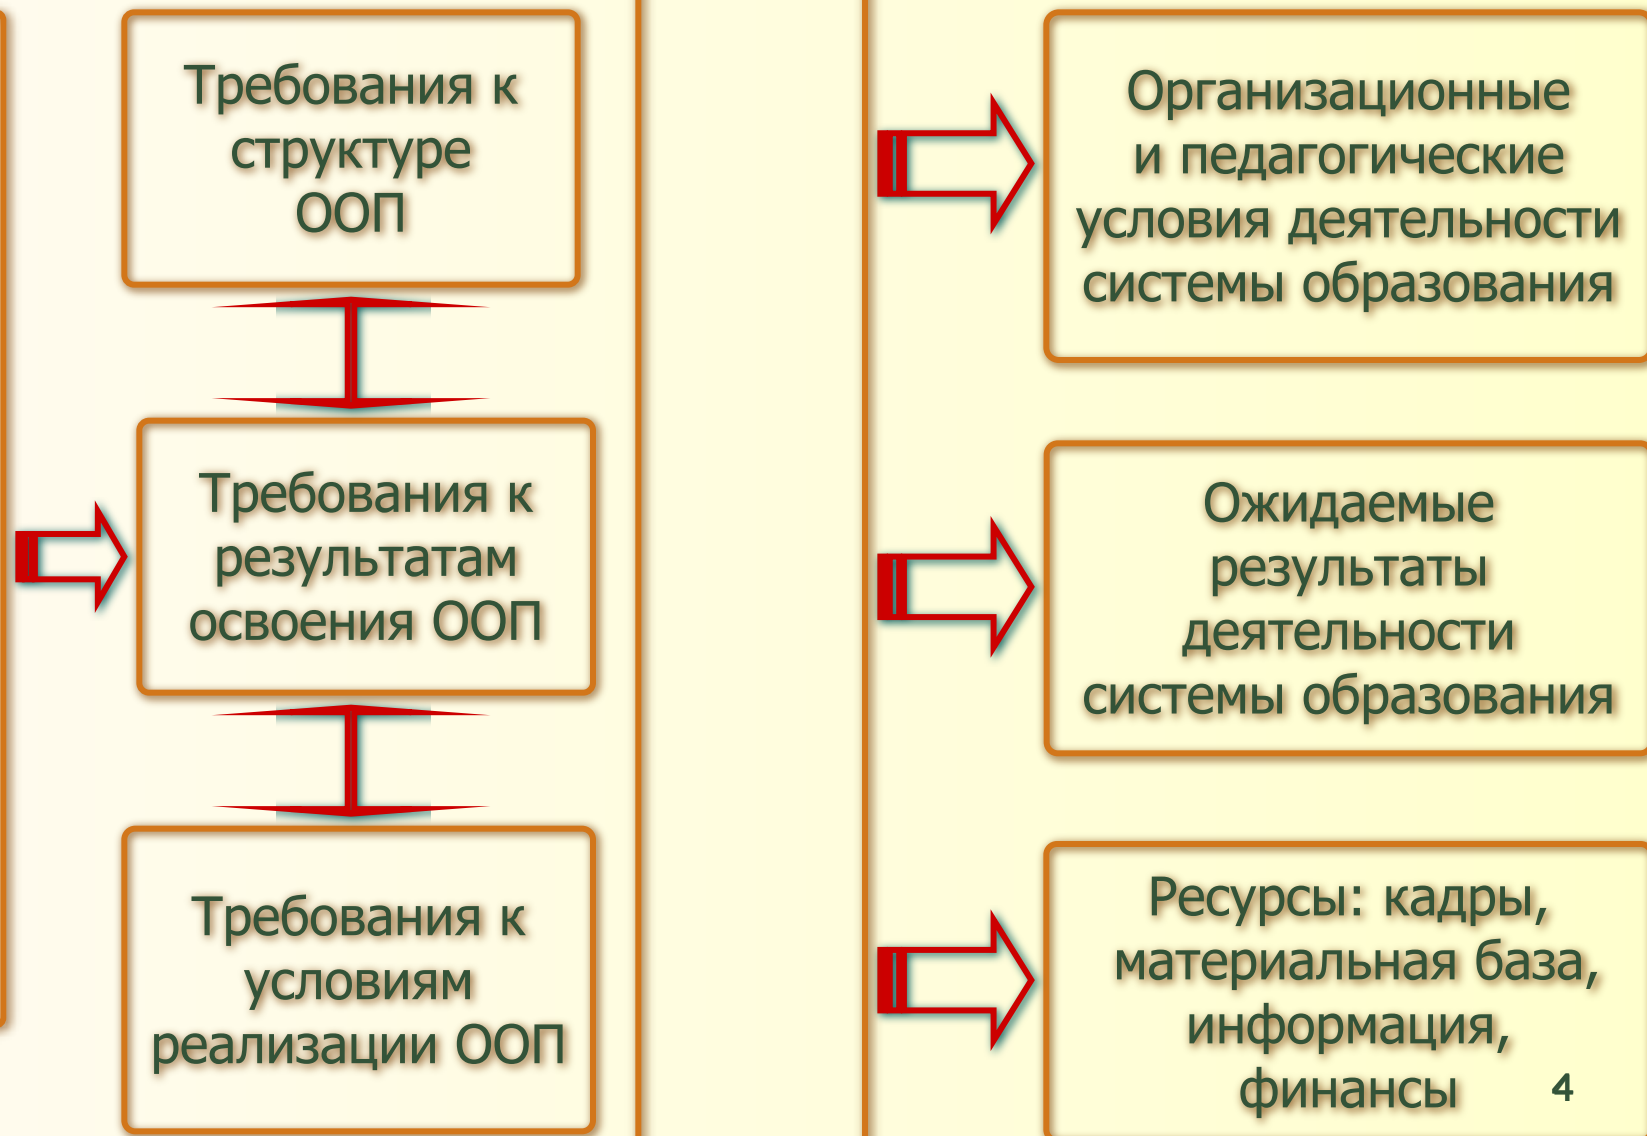 Требования к
структуре
ООП
Требования к
результатам
освоения ООП
Требования к
условиям
реализации ООП
Организационные
и педагогические
условия деятельности
системы образования
Ожидаемые
результаты
деятельности
системы образования
Ресурсы: кадры,
материальная база,
информация,
финансы
4